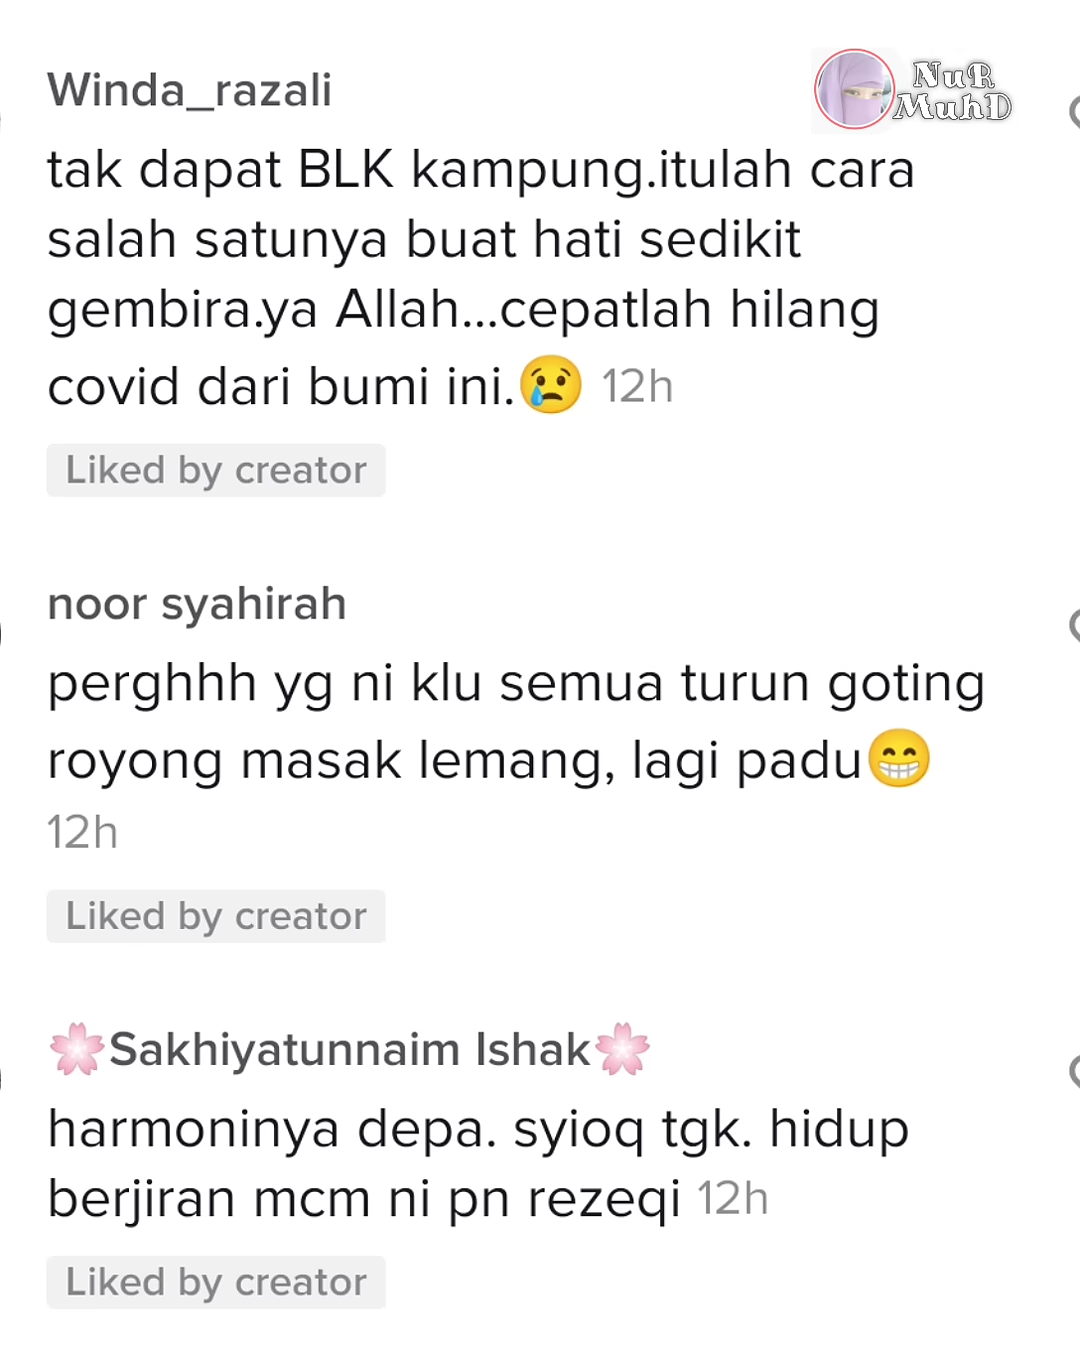 Winda_razali
NuR
MuhD
tak dapat BLK kampung.itulah cara
salah satunya buat hati sedikit
gembira.ya Allah...cepatlah hilang
covid dari bumi ini.😢 12h
Liked by creator
noor syahirah
perghhh yg ni klu semua turun goting
royong masak lemang, lagi padu😁
12h
Liked by creator
🌸Sakhiyatunnaim Ishak🌸
harmoninya depa. syioq tgk. hidup
berjiran mcm ni pn rezeqi 12h
Liked by creator